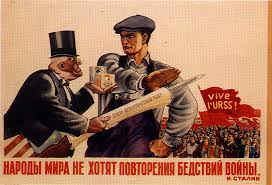 vive
l'URSS!
НАРОДЫ МИРА НЕ ХОТЯТ ПОВТОРЕНИЯ БЕДСТВИЙ ВОЙНЫ.
И. СТАЛИН